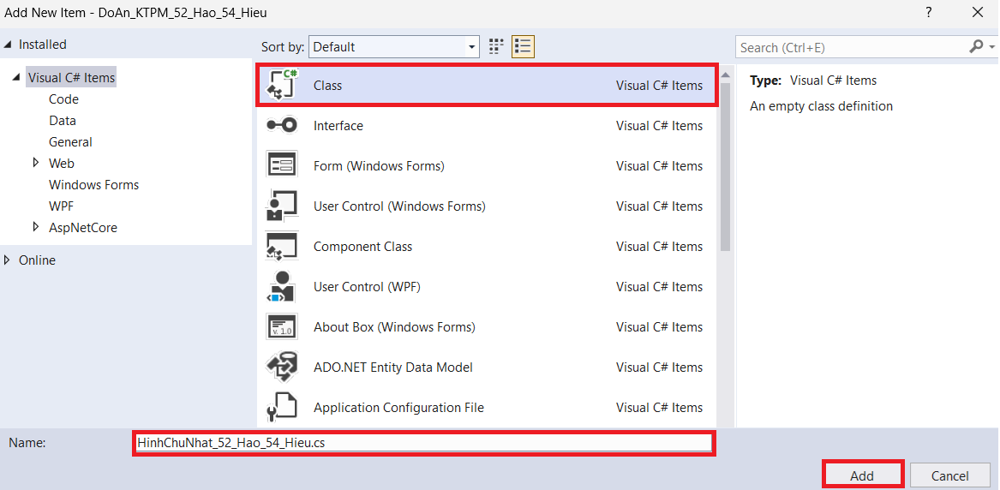 Add New Item - DoAn_KTPM_52_Hao_54_Hieu
?
Installed
Visual C# Items
Code
Data
General
Web
Windows Forms
WPF
AspNetCore
Online
Sort by: Default
Search (Ctrl+E)
C#
Class Visual C# Items
Interface Visual C# Items
Form (Windows Forms) Visual C# Items
User Control (Windows Forms) Visual C# Items
Component Class Visual C# Items
User Control (WPF) Visual C# Items
v. 1.0
About Box (Windows Forms) Visual C# Items
ADO.NET Entity Data Model Visual C# Items
Application Configuration File Visual C# Items
Type: Visual C# Items
An empty class definition
Name: HinhChuNhat_52_Hao_54_Hieu.cs
Add Cancel